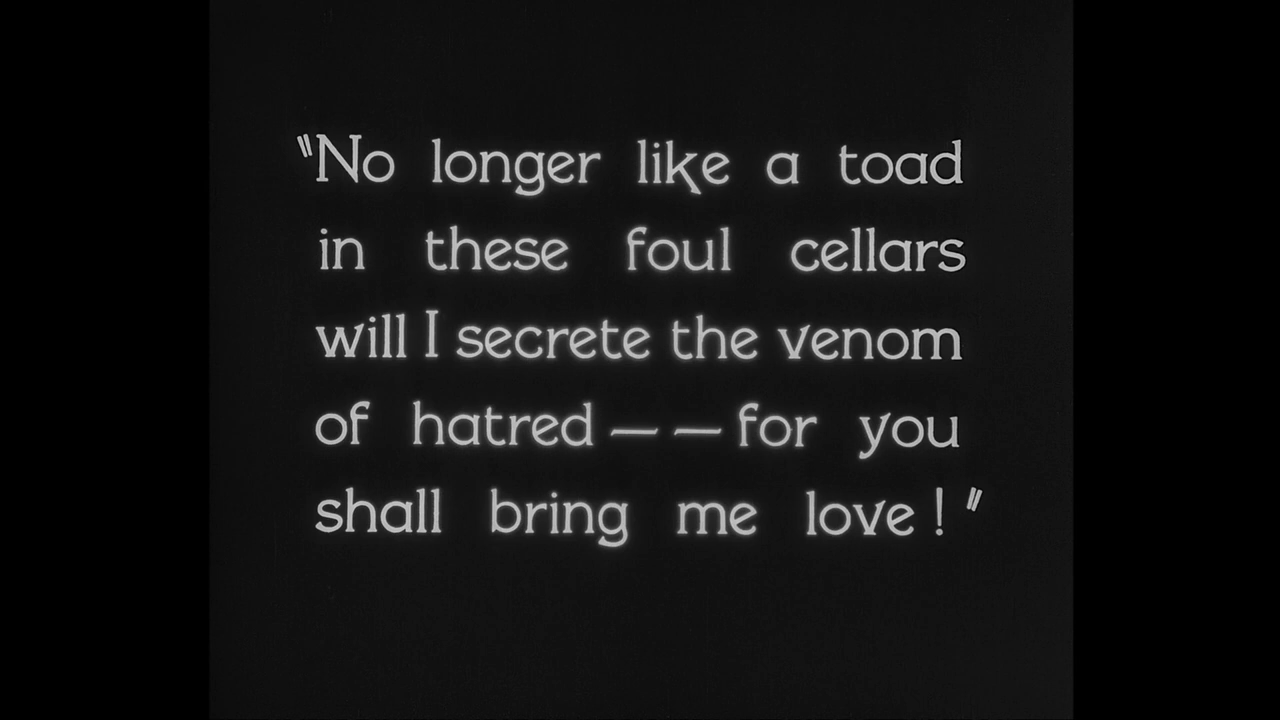 "No longer like a toad
in these foul cellars
will I secrete the venom
of hatred — — for you
shall bring me love!"